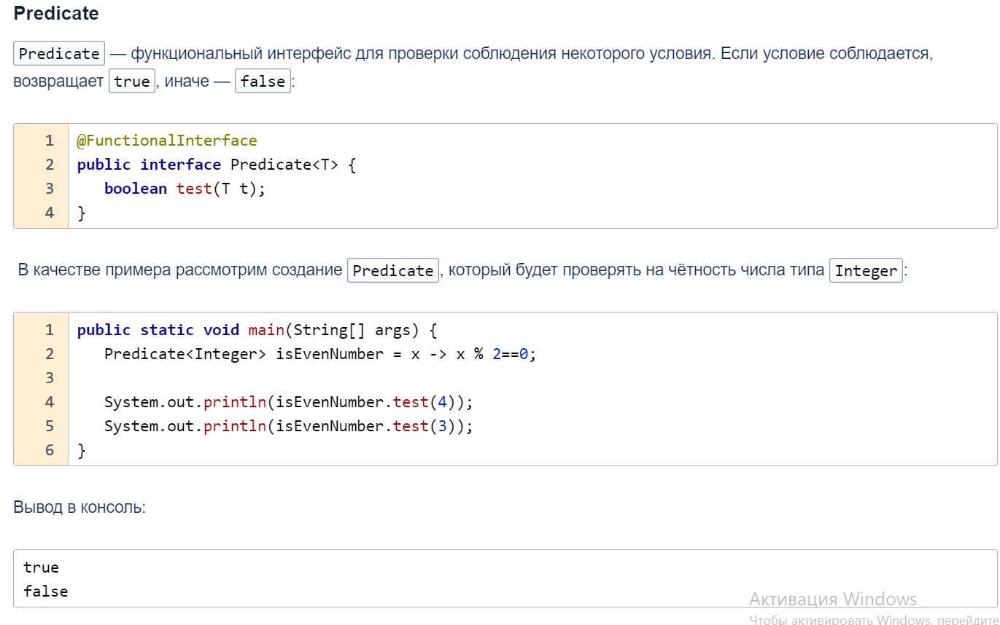 Predicate
Predicate — функциональный интерфейс для проверки соблюдения некоторого условия. Если условие соблюдается,
возвращает true, иначе — false:
1 @FunctionalInterface
2 public interface Predicate<T> {
3    boolean test(T t);
4 }
В качестве примера рассмотрим создание Predicate, который будет проверять на чётность числа типа Integer:
1 public static void main(String[] args) {
2    Predicate<Integer> isEvenNumber = x -> x % 2==0;
3
4    System.out.println(isEvenNumber.test(4));
5    System.out.println(isEvenNumber.test(3));
6 }
Вывод в консоль:
true
false
Активация Windows
Чтобы активировать Windows, перейдите